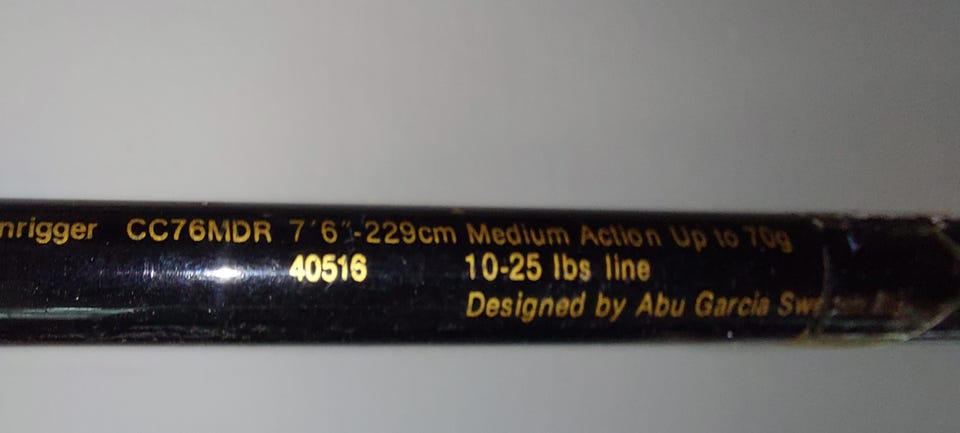 nrigger CC76MDR 7'6"-229cm Medium Action Up to 70g
40516 10-25 lbs line
Designed by Abu Garcia